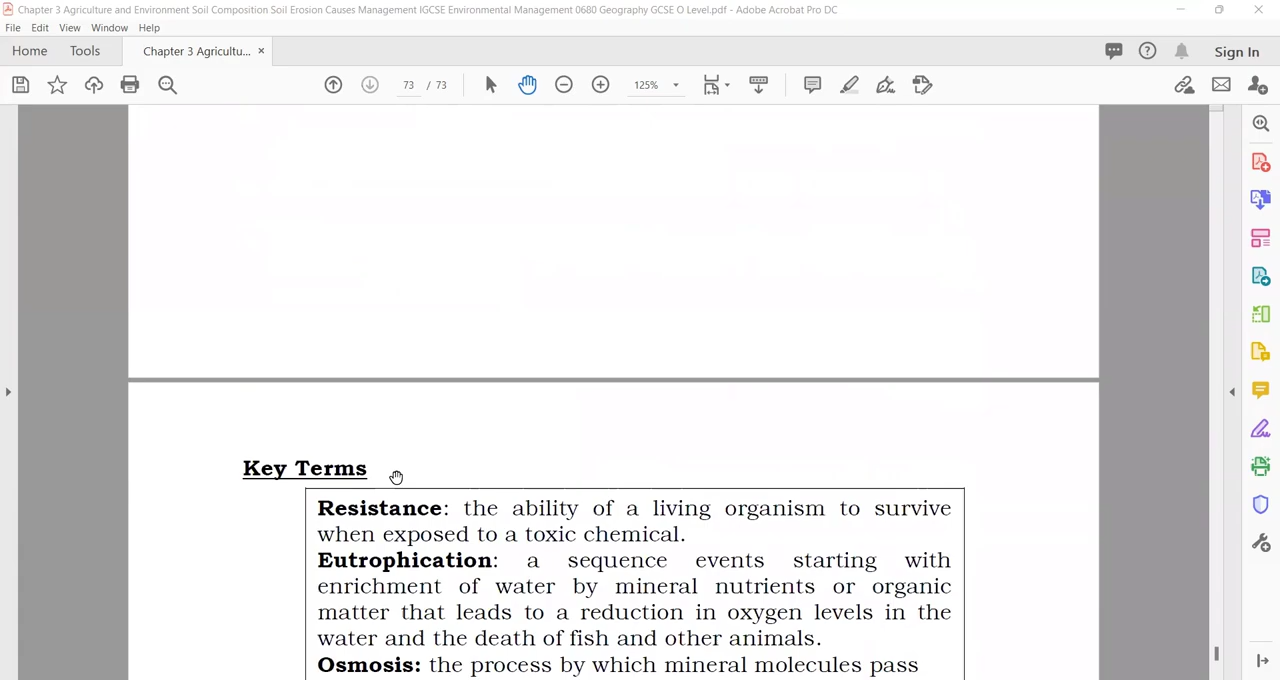 Chapter 3 Agriculture and Environment Soil Composition Soil Erosion Causes Management IGCSE Environmental Management 0680 Geography GCSE O Level.pdf - Adobe Acrobat Pro DC
File Edit View Window Help
Home Tools Chapter 3 Agricultu... × Sign In
73 / 73 125%
Key Terms
Resistance: the ability of a living organism to survive
when exposed to a toxic chemical.
Eutrophication: a sequence events starting with
enrichment of water by mineral nutrients or organic
matter that leads to a reduction in oxygen levels in the
water and the death of fish and other animals.
Osmosis: the process by which mineral molecules pass